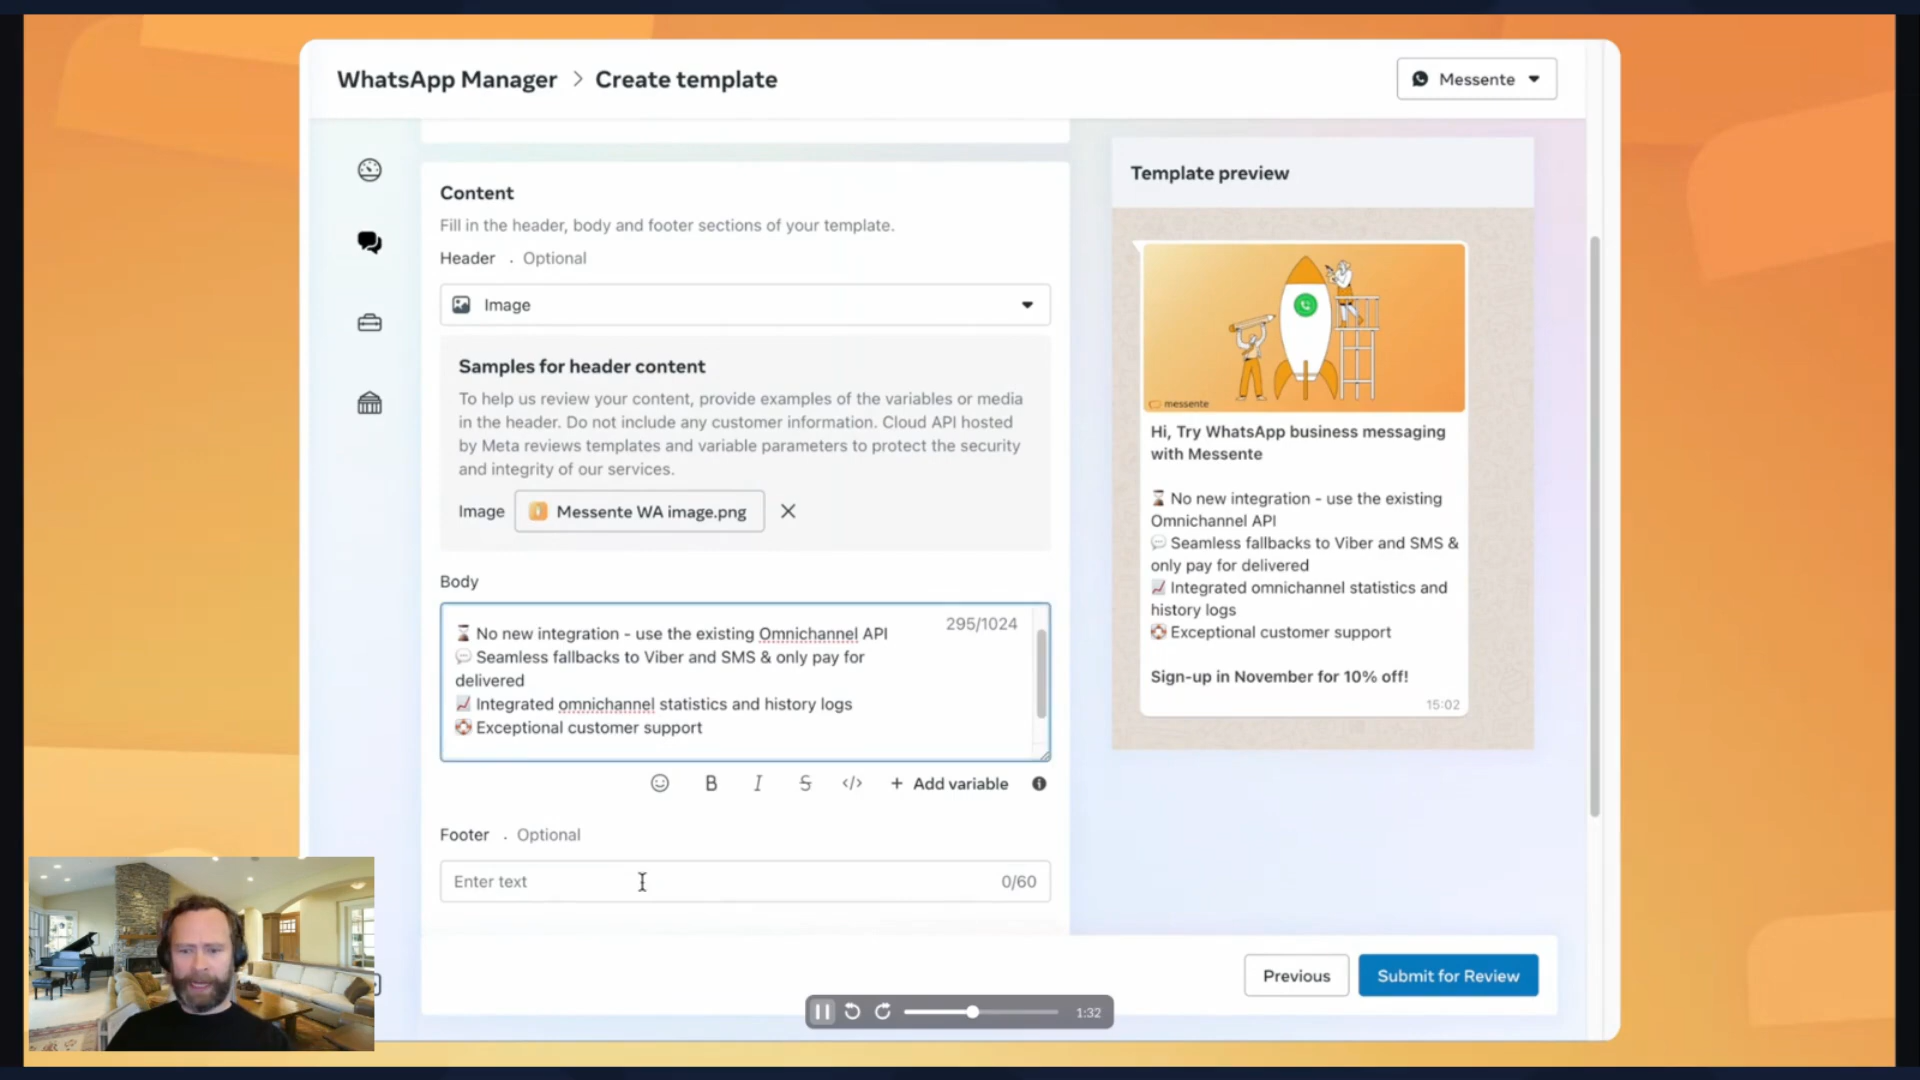 WhatsApp Manager > Create template
Messente
Content
Fill in the header, body and footer sections of your template.
Header . Optional
Image
Samples for header content
To help us review your content, provide examples of the variables or media
in the header. Do not include any customer information. Cloud API hosted
by Meta reviews templates and variable parameters to protect the security
and integrity of our services.
Image Messente WA image.png
Body
295/1024
⌛ No new integration - use the existing Omnichannel API
💬 Seamless fallbacks to Viber and SMS & only pay for
delivered
📈 Integrated omnichannel statistics and history logs
🛟 Exceptional customer support
B I S </> + Add variable
Footer . Optional
Enter text 0/60
Template preview
messente
Hi, Try WhatsApp business messaging
with Messente
⌛ No new integration - use the existing
Omnichannel API
💬 Seamless fallbacks to Viber and SMS &
only pay for delivered
📈 Integrated omnichannel statistics and
history logs
🛟 Exceptional customer support
Sign-up in November for 10% off!
15:02
Previous
Submit for Review
1:32